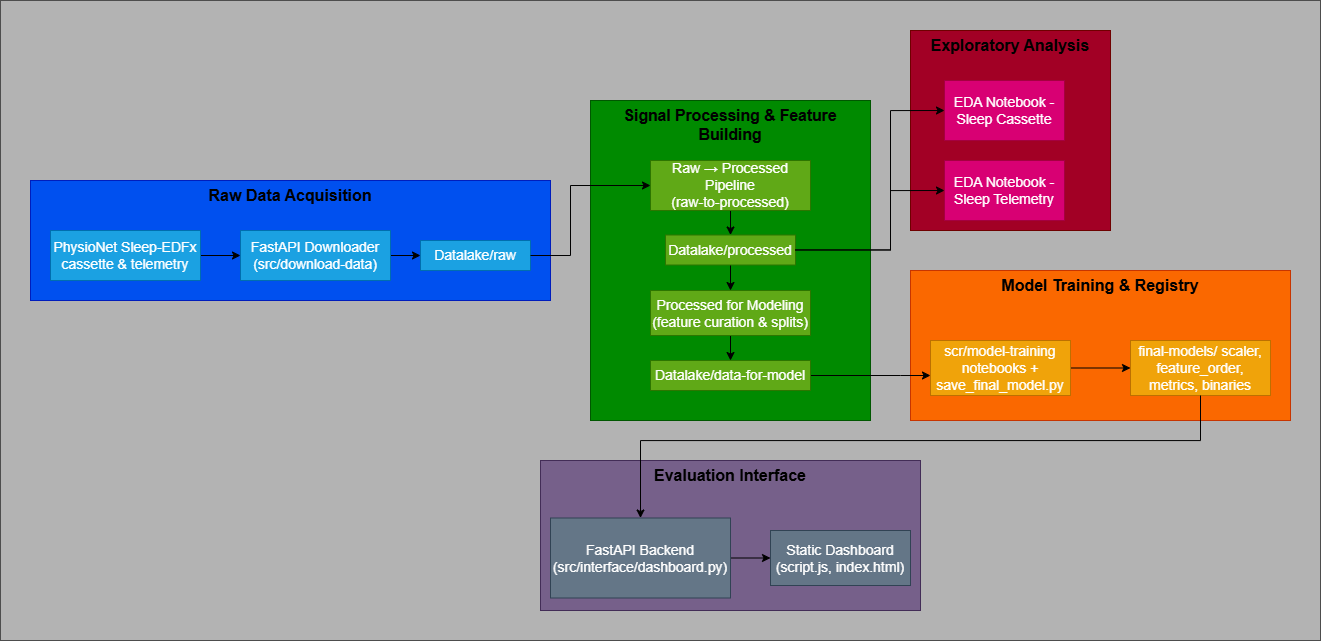 Raw Data Acquisition
PhysioNet Sleep-EDFx
cassette & telemetry
FastAPI Downloader
(src/download-data)
Datalake/raw
Signal Processing & Feature
Building
Raw → Processed
Pipeline
(raw-to-processed)
Datalake/processed
Processed for Modeling
(feature curation & splits)
Datalake/data-for-model
Exploratory Analysis
EDA Notebook -
Sleep Cassette
EDA Notebook -
Sleep Telemetry
Model Training & Registry
scr/model-training
notebooks +
save_final_model.py
final-models/ scaler,
feature_order,
metrics, binaries
Evaluation Interface
FastAPI Backend
(src/interface/dashboard.py)
Static Dashboard
(script.js, index.html)